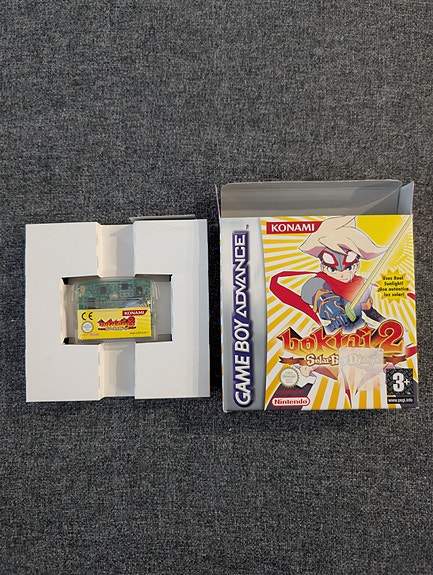 KONAMI
boktai 2
CE
GAME BOY ADVANCE
KONAMI
Uses Real
Sunlight!
¡Usa auténtica
luz solar!
boktai 2
Solar Boy Django
Nintendo
3+
www.pegi.info